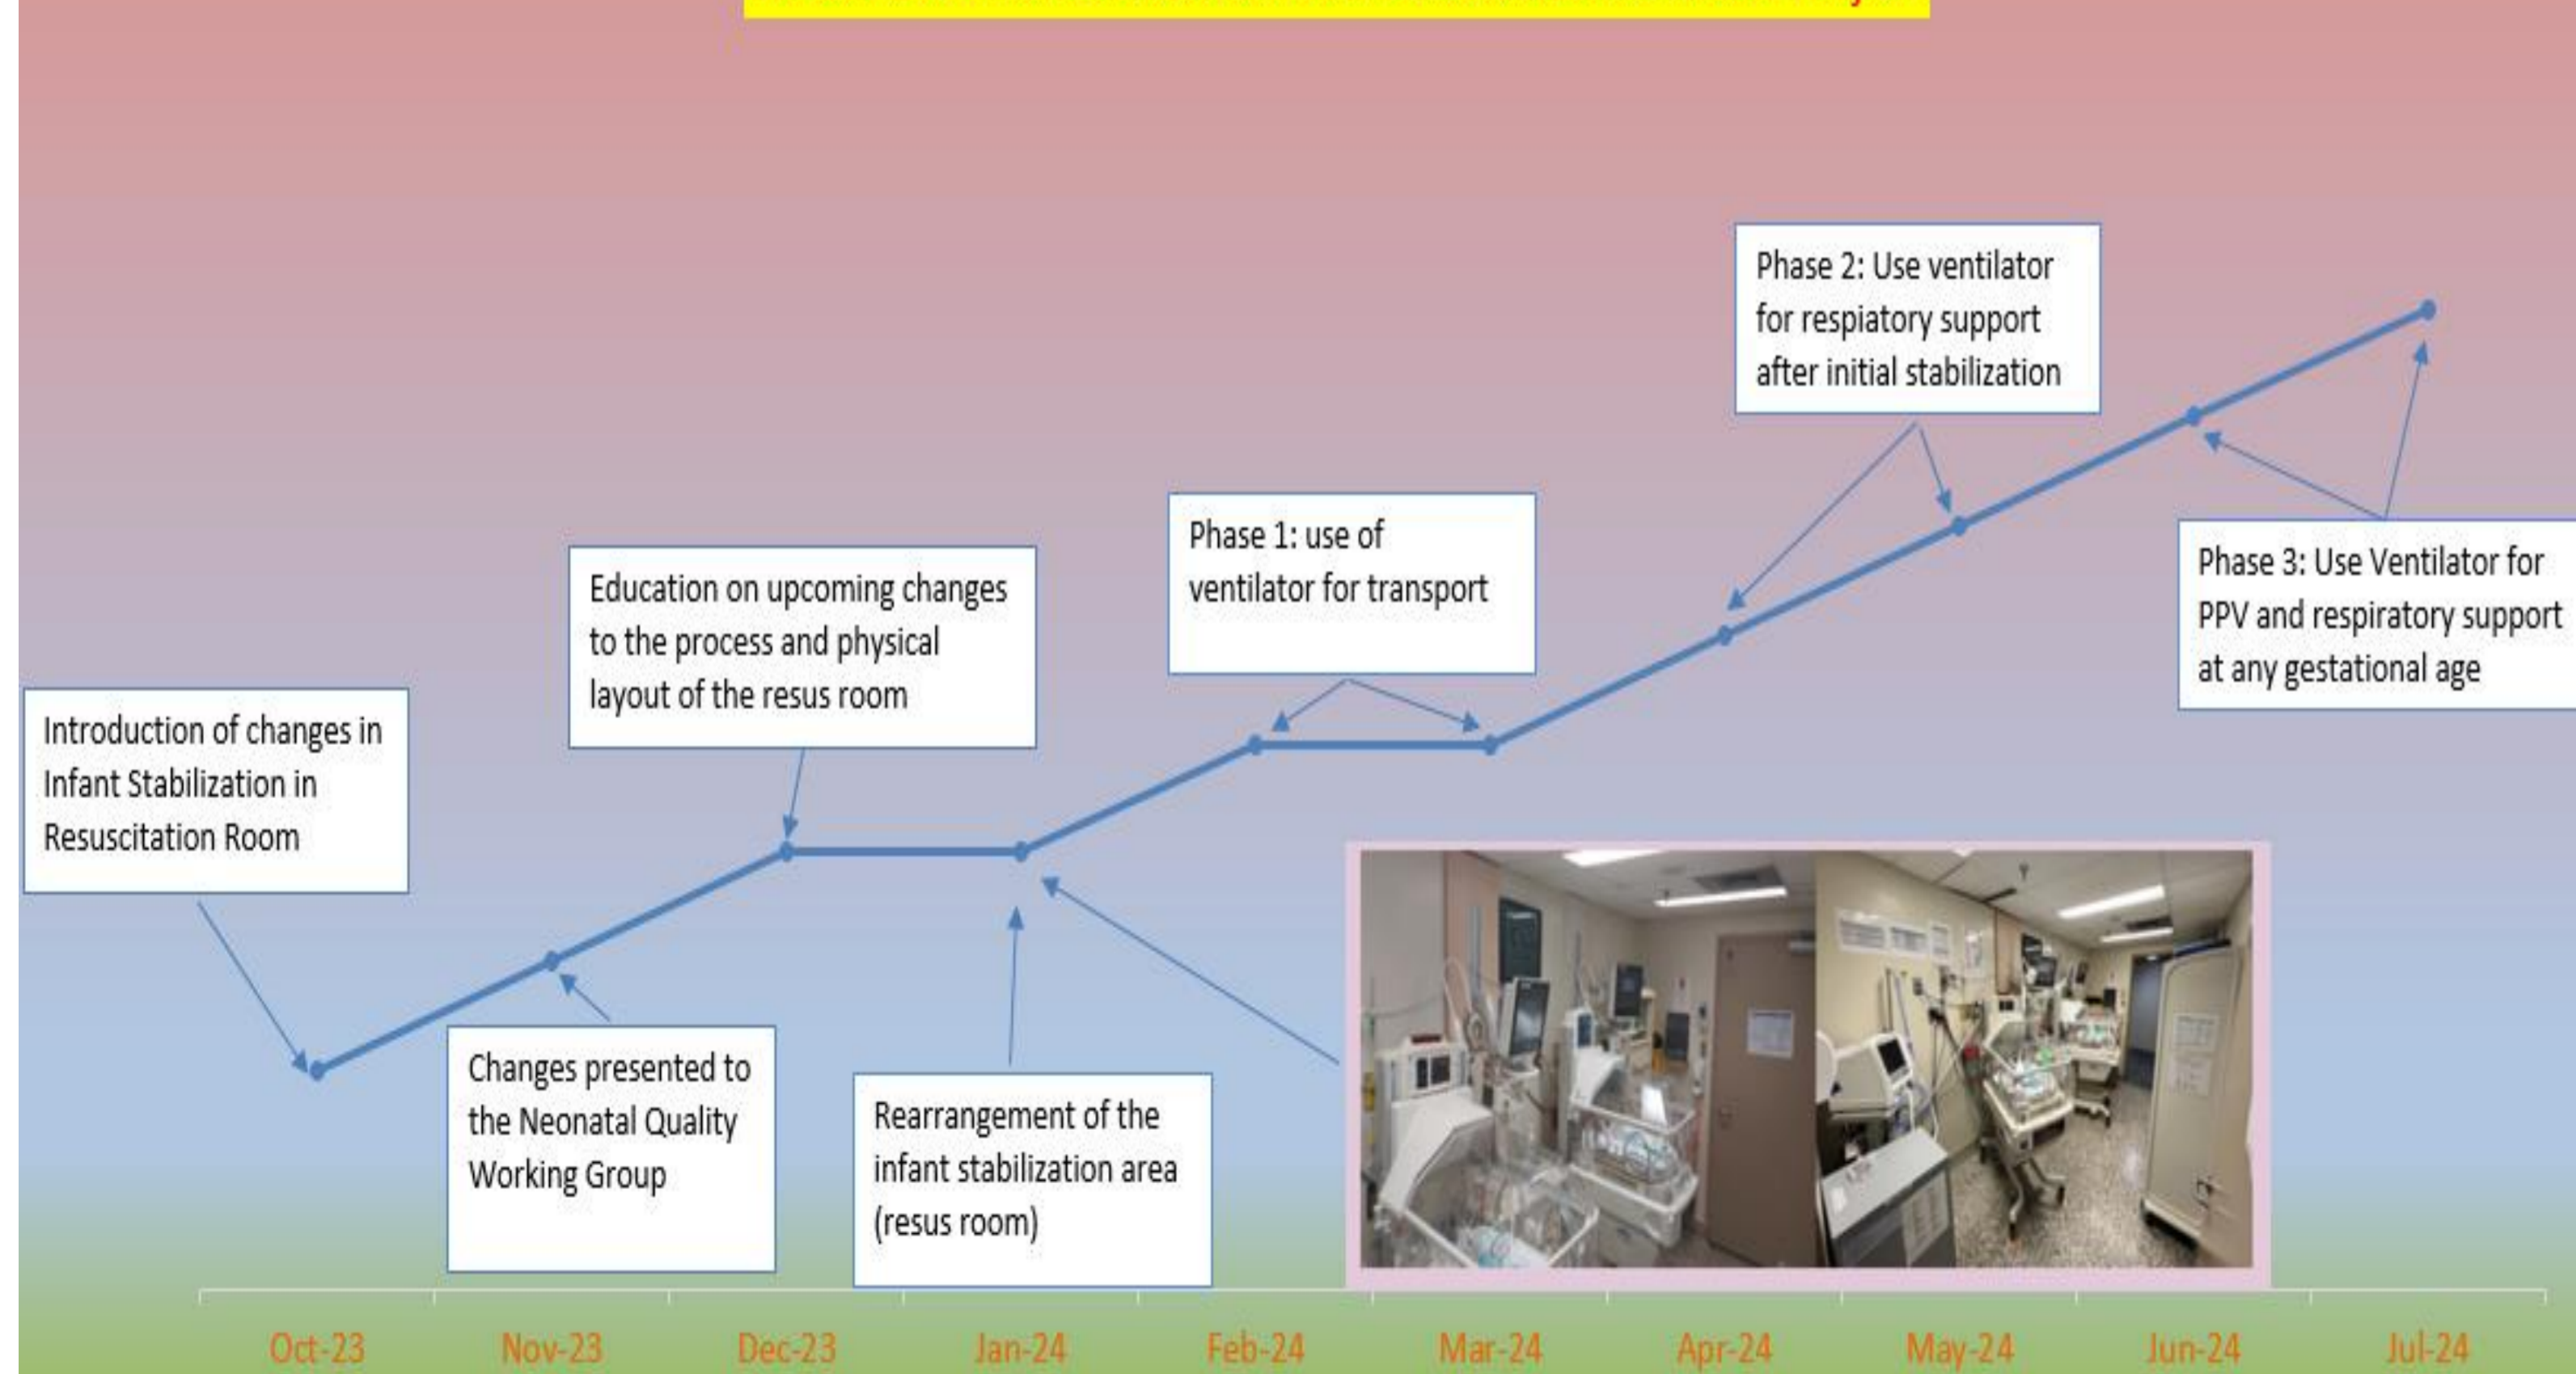 Phase 2: Use ventilator
for respiatory support
after initial stabilization
Phase 1: use of
ventilator for transport
Phase 3: Use Ventilator for
PPV and respiratory support
at any gestational age
Education on upcoming changes
to the process and physical
layout of the resus room
Introduction of changes in
Infant Stabilization in
Resuscitation Room
Changes presented to
the Neonatal Quality
Working Group
Rearrangement of the
infant stabilization area
(resus room)
Oct-23
Nov-23
Dec-23
Jan-24
Feb-24
Mar-24
Apr-24
May-24
Jun-24
Jul-24